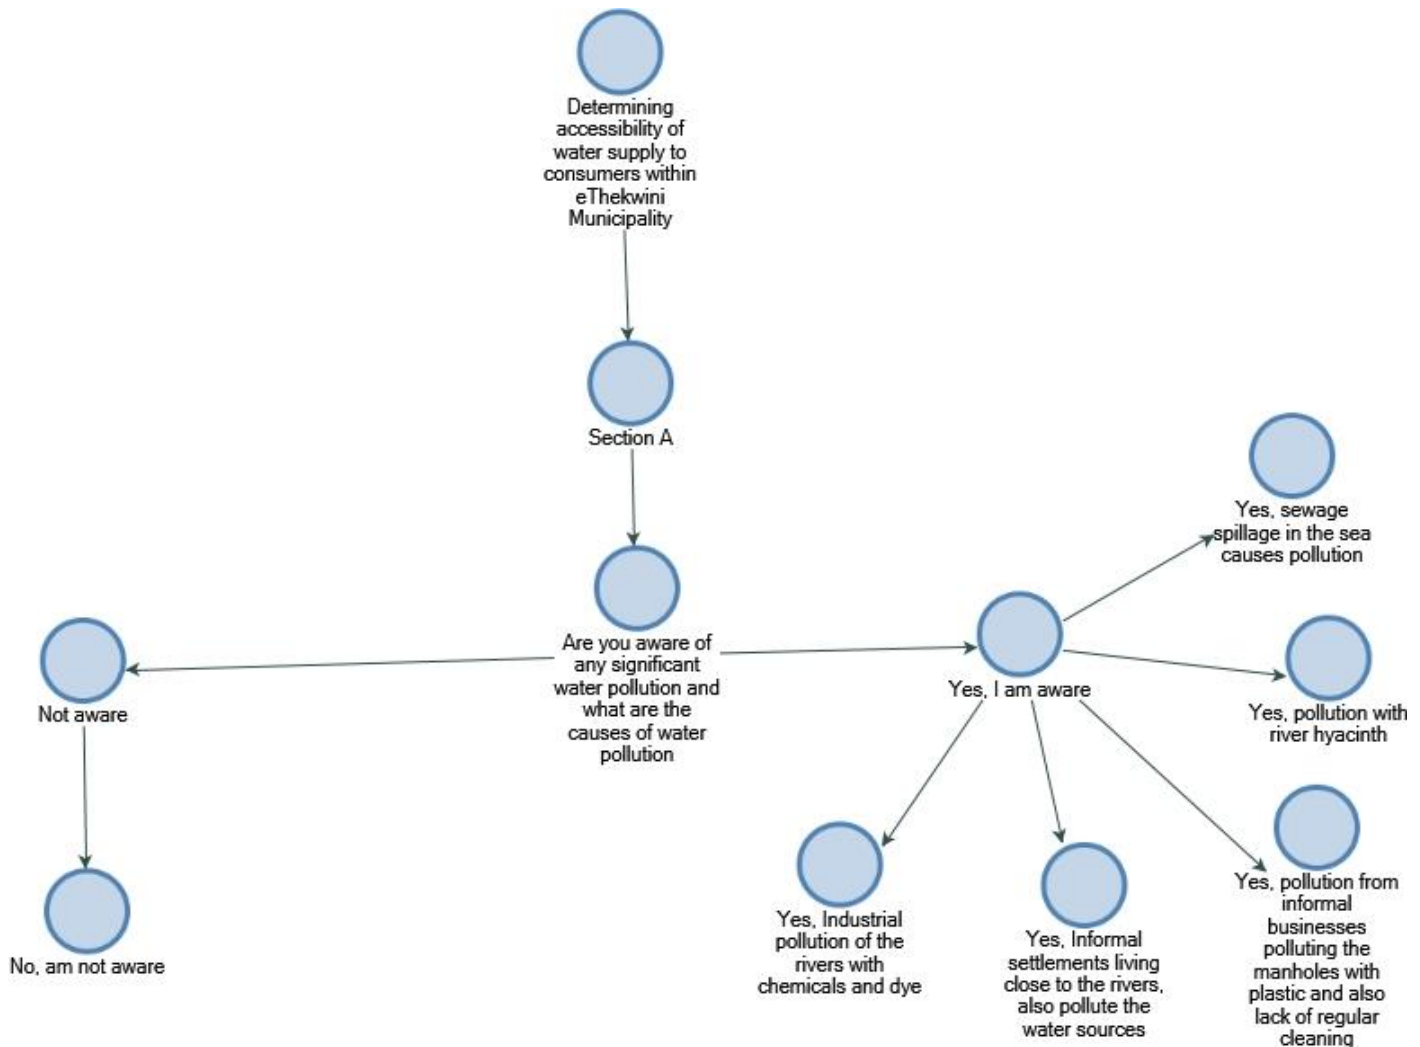 Determining
accessibility of
water supply to
consumers within
eThekwini
Municipality
Section A
Are you aware of
any significant
water pollution and
what are the
causes of water
pollution
Not aware
No, am not aware
Yes, I am aware
Yes, sewage
spillage in the sea
causes pollution
Yes, pollution with
river hyacinth
Yes, pollution from
informal
businesses
polluting the
manholes with
plastic and also
lack of regular
cleaning
Yes, Informal
settlements living
close to the rivers,
also pollute the
water sources
Yes, Industrial
pollution of the
rivers with
chemicals and dye